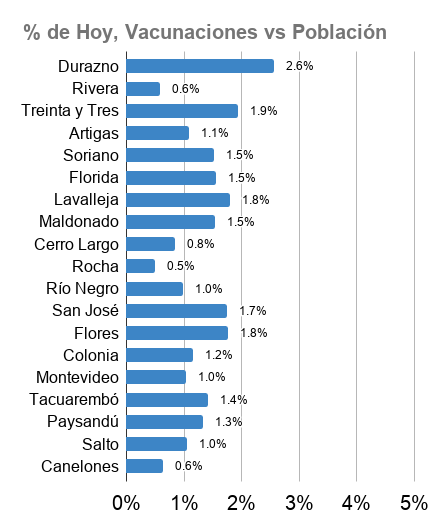 % de Hoy, Vacunaciones vs Población
Durazno 2.6%
Rivera 0.6%
Treinta y Tres 1.9%
Artigas 1.1%
Soriano 1.5%
Florida 1.5%
Lavalleja 1.8%
Maldonado 1.5%
Cerro Largo 0.8%
Rocha 0.5%
Río Negro 1.0%
San José 1.7%
Flores 1.8%
Colonia 1.2%
Montevideo 1.0%
Tacuarembó 1.4%
Paysandú 1.3%
Salto 1.0%
Canelones 0.6%
0% 1% 2% 3% 4% 5%